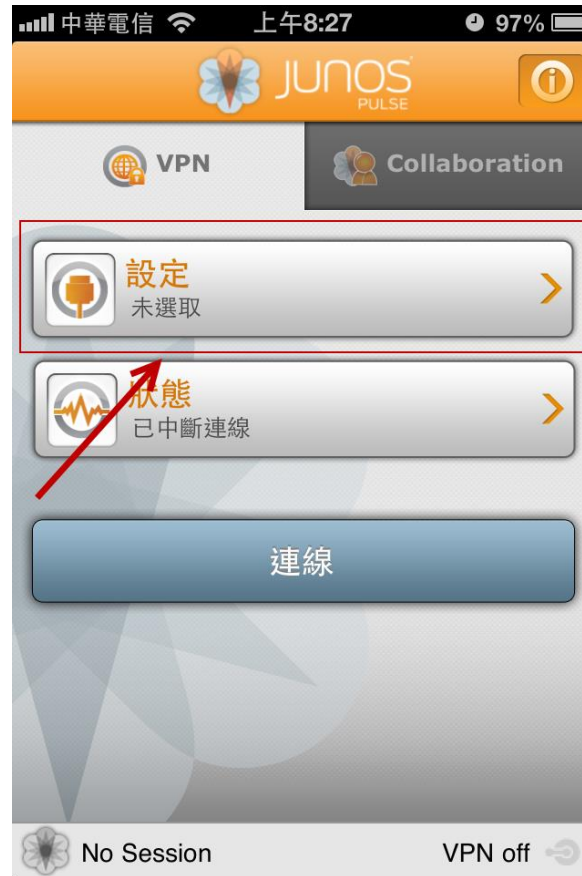 中華電信 上午8:27 97%
JUNOS
PULSE
VPN Collaboration
設定
未選取
狀態
已中斷連線
連線
No Session VPN off